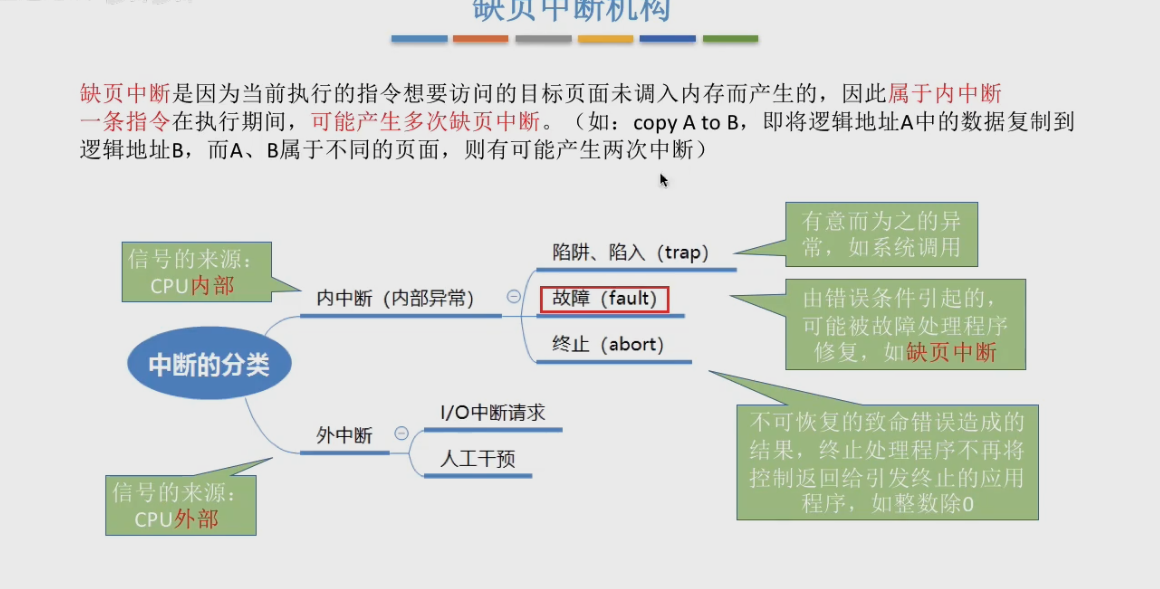 缺页中断机构
缺页中断是因为当前执行的指令想要访问的目标页面未调入内存而产生的，因此属于内中断
一条指令在执行期间，可能产生多次缺页中断。（如：copy A to B，即将逻辑地址A中的数据复制到
逻辑地址B，而A、B属于不同的页面，则有可能产生两次中断）
有意而为之的异
常，如系统调用
陷阱、陷入（trap）
信号的来源：
CPU内部
内中断（内部异常）
故障（fault）
由错误条件引起的，
可能被故障处理程序
修复，如缺页中断
终止（abort）
中断的分类
I/O中断请求
不可恢复的致命错误造成的
结果，终止处理程序不再将
控制返回给引发终止的应用
程序，如整数除0
外中断
人工干预
信号的来源：
CPU外部